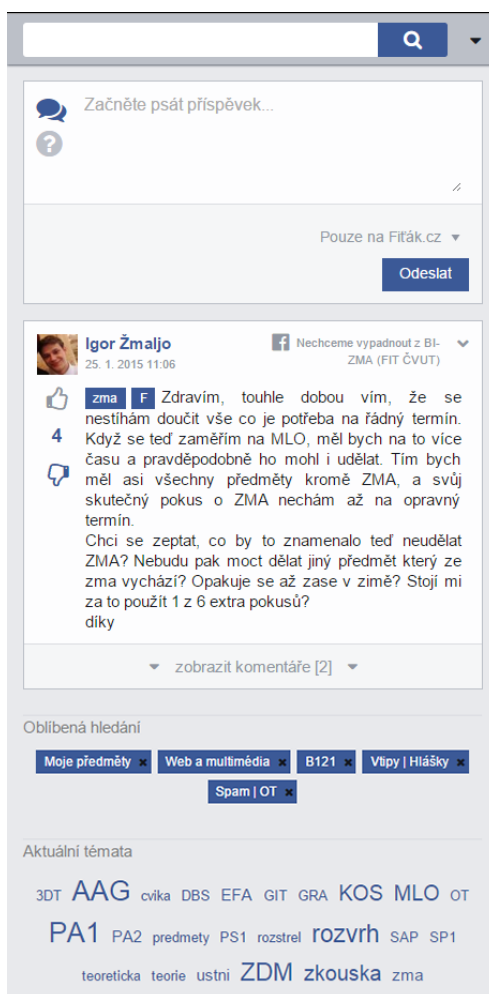 Začněte psát příspěvek...
Pouze na Fiťák.cz
Odeslat
Igor Žmaljo
25. 1. 2015 11:06
Nechceme vypadnout z BI-
ZMA (FIT ČVUT)
4
zma F Zdravím, touhle dobou vím, že se
nestíhám doučit vše co je potřeba na řádný termín.
Když se teď zaměřím na MLO, měl bych na to více
času a pravděpodobně ho mohl i udělat. Tím bych
měl asi všechny předměty kromě ZMA, a svůj
skutečný pokus o ZMA nechám až na opravný
termín.
Chci se zeptat, co by to znamenalo teď neudělat
ZMA? Nebudu pak moct dělat jiný předmět který ze
zma vychází? Opakuje se až zase v zimě? Stojí mi
za to použít 1 z 6 extra pokusů?
díky
zobrazit komentáře [2]
Oblíbená hledání
Moje předměty × Web a multimédia × B121 × Vtipy | Hlášky ×
Spam | OT ×
Aktuální témata
3DT AAG cvika DBS EFA GIT GRA KOS MLO OT
PA1 PA2 predmety PS1 rozstrel rozvrh SAP SP1
teoreticka teorie ustni ZDM zkouska zma